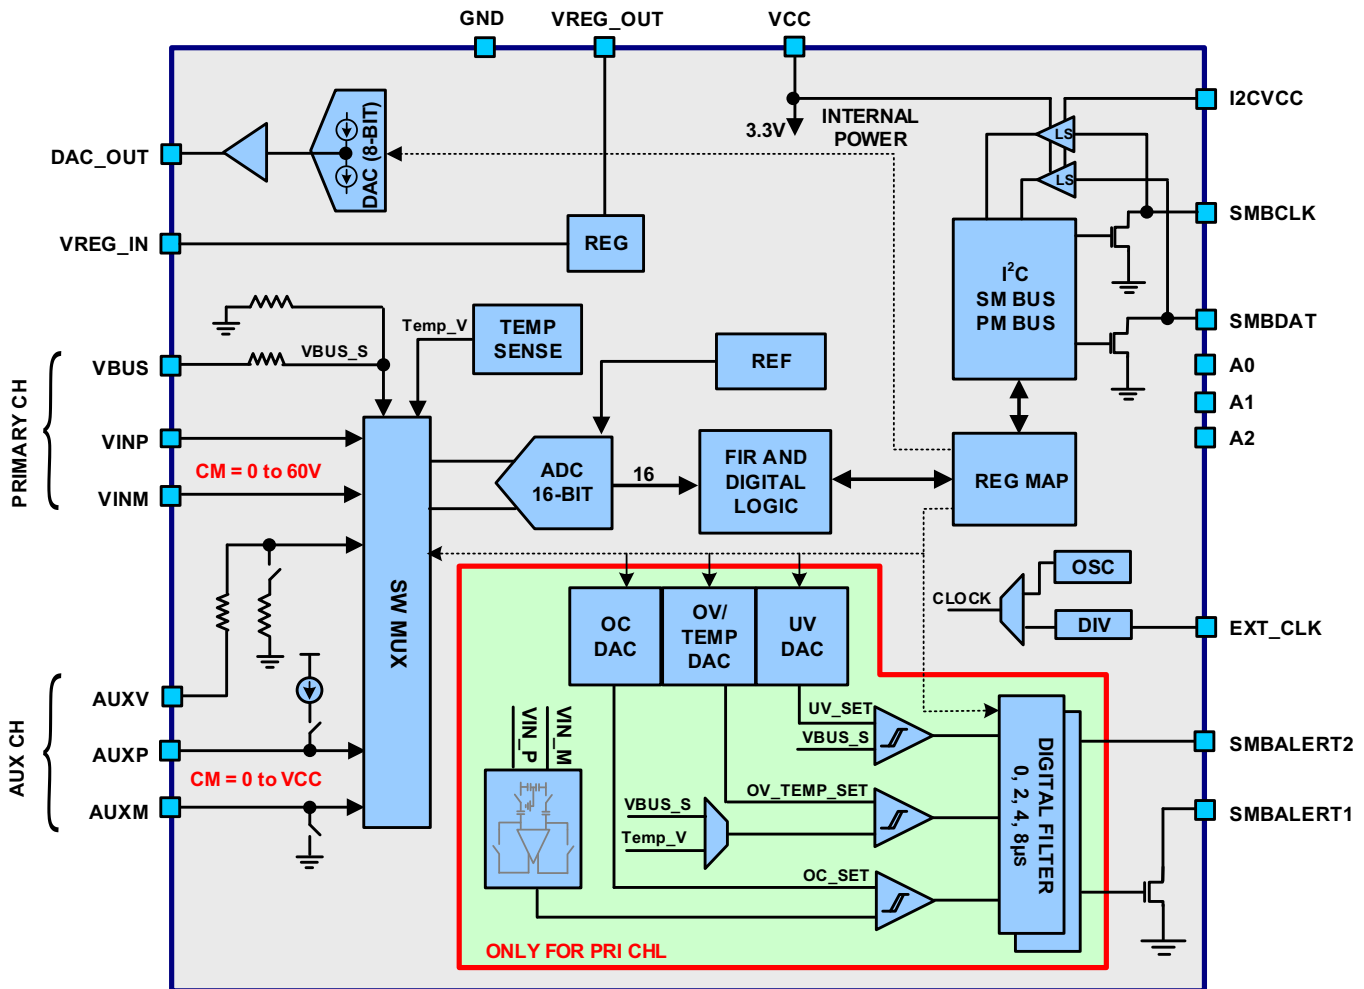 GND
VREG_OUT
VCC
I2CVCC
DAC_OUT
DAC (8-BIT)
3.3V
INTERNAL
POWER
LS
LS
SMBCLK
VREG_IN
REG
I²C
SM BUS
PM BUS
SMBDAT
Temp_V
TEMP
SENSE
REF
PRIMARY CH
VBUS
VBUS_S
A0
A1
A2
VINP
CM = 0 to 60V
VINM
SW MUX
ADC
16-BIT
16
FIR AND
DIGITAL
LOGIC
REG MAP
OSC
CLOCK
DIV
EXT_CLK
OC
DAC
OV/
TEMP
DAC
UV
DAC
AUX CH
AUXV
AUXP
CM = 0 to VCC
AUXM
VIN_P
VIN_M
UV_SET
VBUS_S
OV_TEMP_SET
VBUS_S
Temp_V
OC_SET
DIGITAL FILTER
0, 2, 4, 8µs
SMBALERT2
SMBALERT1
ONLY FOR PRI CHL